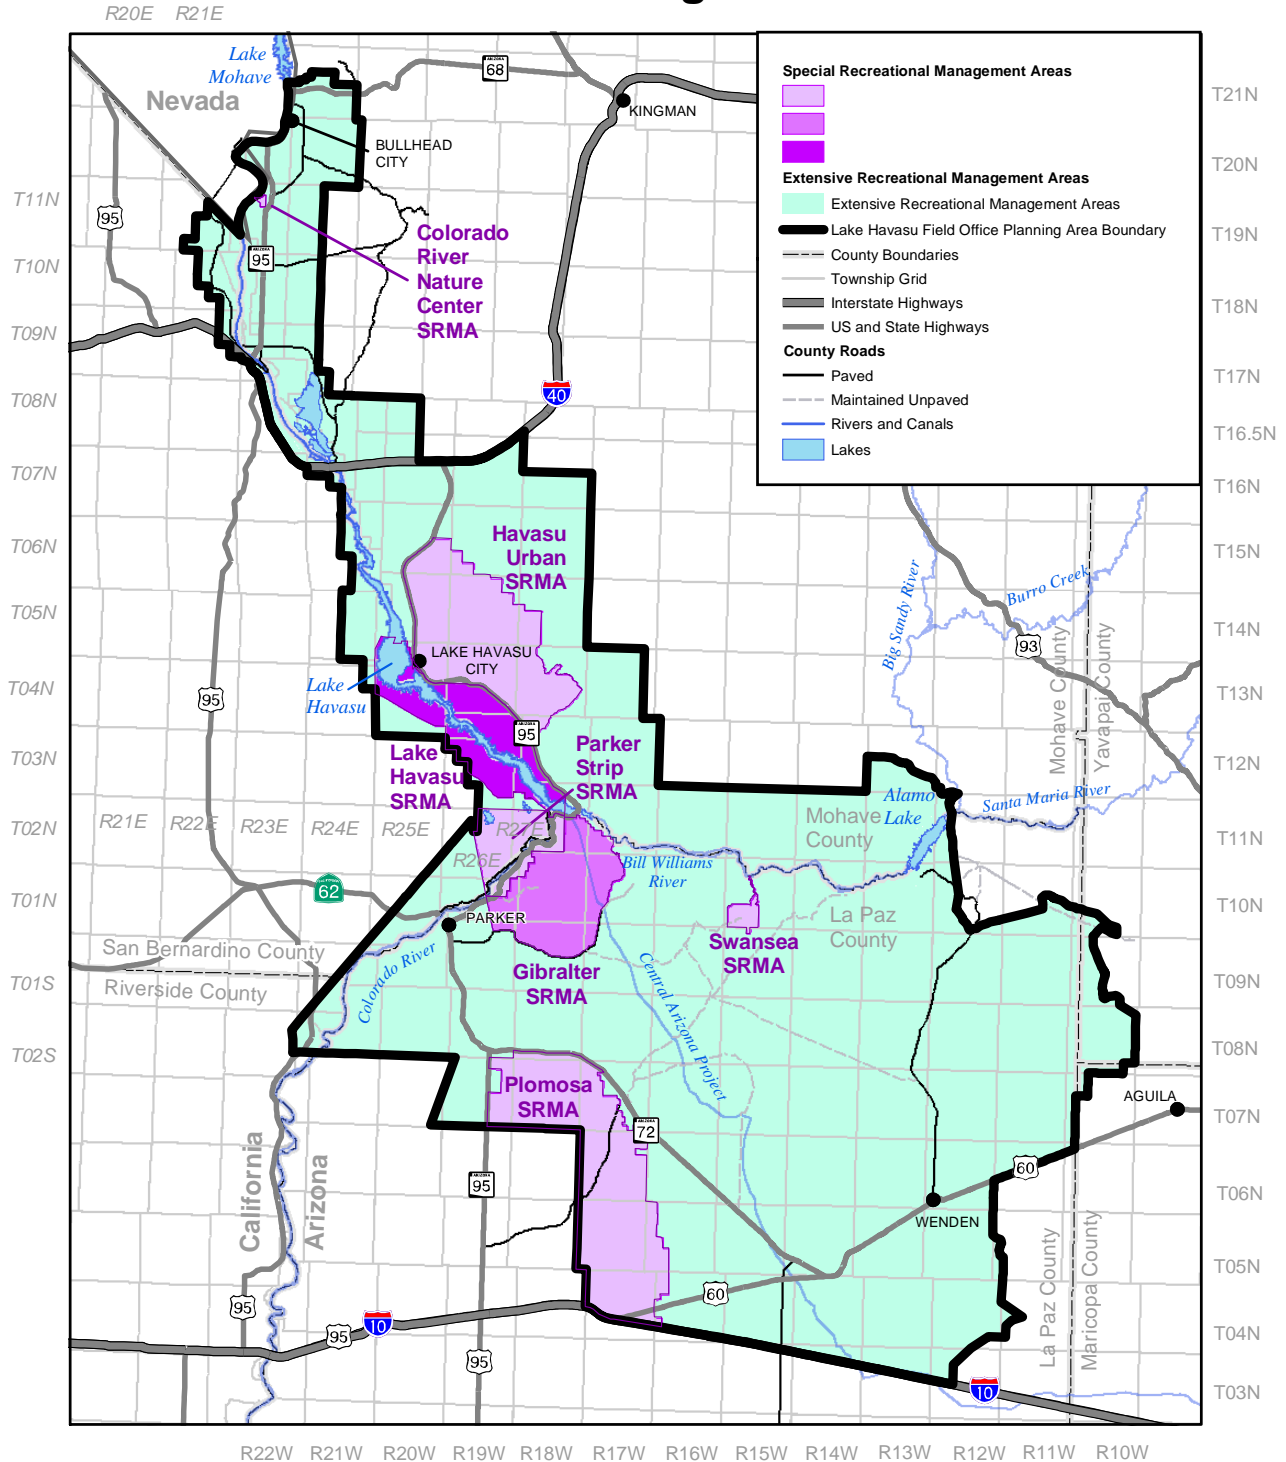 R20E R21E
Lake
Mohave
Nevada
ARIZONA
68
KINGMAN
BULLHEAD
CITY
Special Recreational Management Areas
Extensive Recreational Management Areas
Extensive Recreational Management Areas
Lake Havasu Field Office Planning Area Boundary
County Boundaries
Township Grid
Interstate Highways
US and State Highways
County Roads
Paved
Maintained Unpaved
Rivers and Canals
Lakes
T21N
T20N
T19N
T18N
T17N
T16.5N
T16N
T15N
T14N
T13N
T12N
T11N
T10N
T09N
T08N
T07N
T06N
T05N
T04N
T03N
T11N
T10N
T09N
T08N
T07N
T06N
T05N
T04N
T03N
T02N
T01N
T01S
T02S
95
ARIZONA
95
Colorado
River
Nature
Center
SRMA
40
Havasu
Urban
SRMA
LAKE HAVASU
CITY
Lake
Havasu
95
ARIZONA
95
Lake
Havasu
SRMA
Parker
Strip
SRMA
Big Sandy River
Burro Creek
93
Mohave County
Yavapai County
Santa Maria River
Alamo
Lake
Mohave
County
R21E R22E R23E R24E R25E R27E
R26E
Bill Williams
River
CALIFORNIA
62
PARKER
La Paz
County
Swansea
SRMA
San Bernardino County
Riverside County
Colorado River
Gibralter
SRMA
Central Arizona Project
Plomosa
SRMA
ARIZONA
72
AGUILA
California
Arizona
ARIZONA
95
60
WENDEN
La Paz County
Maricopa County
95
95
10
60
95
10
R22W R21W R20W R19W R18W R17W R16W R15W R14W R13W R12W R11W R10W